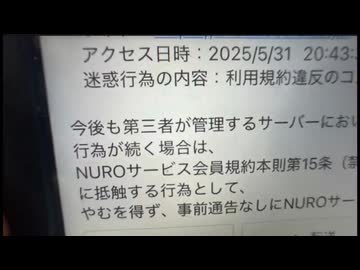 アクセス日時：2025/5/31 20:43:3
迷惑行為の内容：利用規約違反のコ
今後も第三者が管理するサーバーにおい
行為が続く場合は、
NUROサービス会員規約本則第15条（
に抵触する行為として、
やむを得ず、事前通告なしにNUROサー
転送